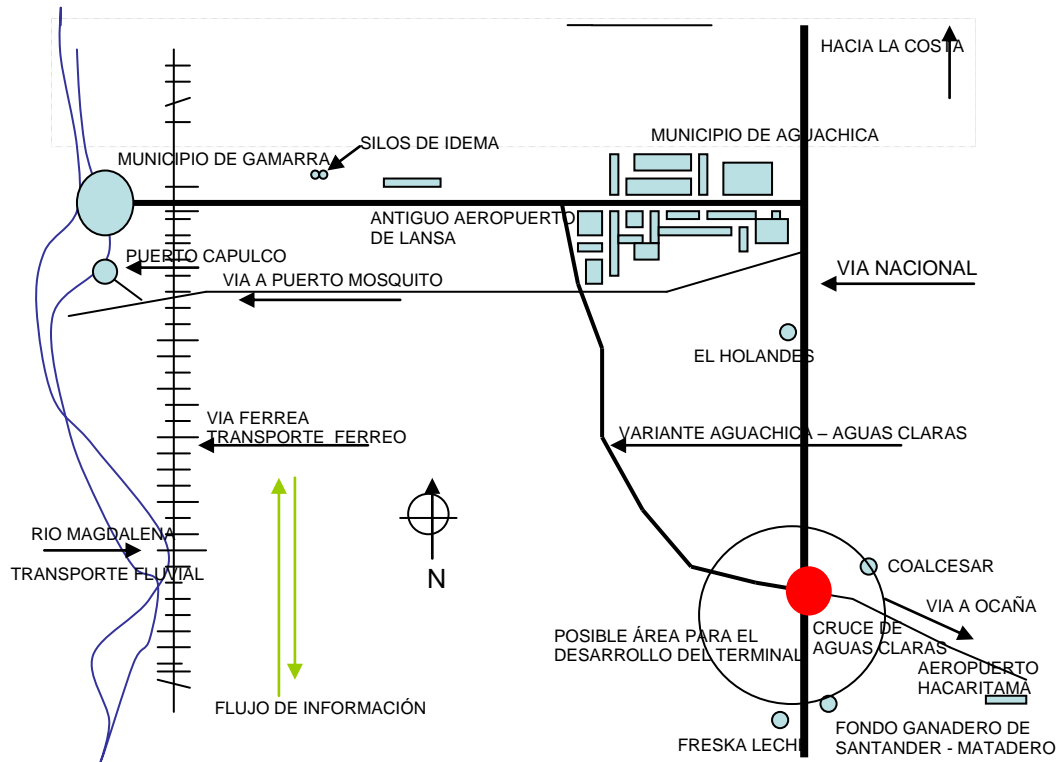 HACIA LA COSTA
MUNICIPIO DE AGUACHICA
SILOS DE IDEMA
MUNICIPIO DE GAMARRA
ANTIGUO AEROPUERTO
DE LANSA
PUERTO CAPULCO
VIA A PUERTO MOSQUITO
VIA NACIONAL
EL HOLANDES
VIA FERREA
TRANSPORTE FERREO
VARIANTE AGUACHICA – AGUAS CLARAS
RIO MAGDALENA
TRANSPORTE FLUVIAL
N
COALCESAR
VIA A OCAÑA
POSIBLE ÁREA PARA EL
DESARROLLO DEL TERMINAL
CRUCE DE
AGUAS CLARAS
AEROPUERTO
HACARITAMA
FLUJO DE INFORMACIÓN
FRESKA LECHE
FONDO GANADERO DE
SANTANDER - MATADERO